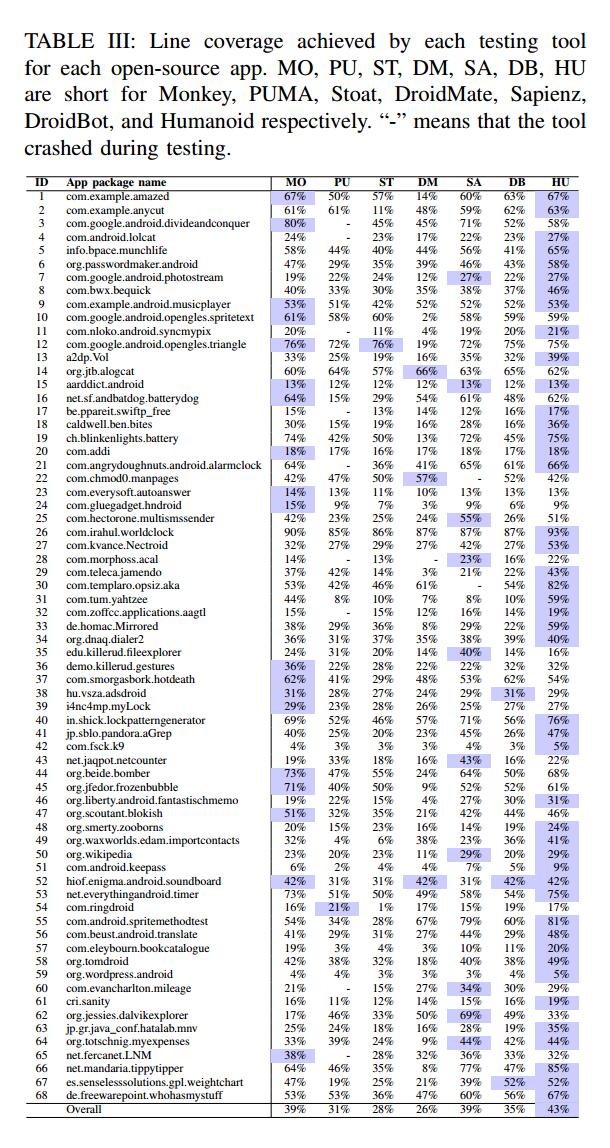 TABLE III: Line coverage achieved by each testing tool
for each open-source app. MO, PU, ST, DM, SA, DB, HU
are short for Monkey, PUMA, Stoat, DroidMate, Sapienz,
DroidBot, and Humanoid respectively. “-” means that the tool
crashed during testing.
ID App package name MO PU ST DM SA DB HU
1 com.example.amazed 67% 50% 57% 14% 60% 63% 67%
2 com.example.anycut 61% 61% 11% 48% 59% 62% 63%
3 com.google.android.divideandconquer 80% - 45% 45% 71% 52% 58%
4 com.android.lolcat 24% - 23% 17% 22% 23% 27%
5 info.bpace.munchlife 58% 44% 40% 44% 56% 41% 65%
6 org.passwordmaker.android 47% 29% 35% 39% 46% 43% 58%
7 com.google.android.photostream 19% 22% 24% 12% 27% 22% 27%
8 com.bwx.bequick 40% 33% 30% 35% 38% 37% 46%
9 com.example.android.musicplayer 53% 51% 42% 52% 52% 52% 53%
10 com.google.android.opengles.spritetext 61% 58% 60% 2% 58% 59% 59%
11 com.nloko.android.syncmypix 20% - 11% 4% 19% 20% 21%
12 com.google.android.opengles.triangle 76% 72% 76% 19% 72% 75% 75%
13 a2dp.Vol 33% 25% 19% 16% 35% 32% 39%
14 org.jtb.alogcat 60% 64% 57% 66% 63% 65% 62%
15 aarddict.android 13% 12% 12% 12% 13% 12% 13%
16 net.sf.andbatdog.batterydog 64% 15% 29% 54% 61% 48% 62%
17 be.ppareit.swiftp_free 15% - 13% 14% 12% 16% 17%
18 caldwell.ben.bites 30% 15% 19% 16% 28% 16% 36%
19 ch.blinkenlights.battery 74% 42% 50% 13% 72% 45% 75%
20 com.addi 18% 17% 16% 17% 18% 17% 18%
21 com.angrydoughnuts.android.alarmclock 64% - 36% 41% 65% 61% 66%
22 com.chmod0.manpages 42% 47% 50% 57% - 52% 42%
23 com.everysoft.autoanswer 14% 13% 11% 10% 13% 13% 13%
24 com.gluegadget.hndroid 15% 9% 7% 3% 9% 6% 9%
25 com.hectorone.multismssender 42% 23% 25% 24% 55% 26% 51%
26 com.irahul.worldclock 90% 85% 86% 87% 87% 87% 93%
27 com.kvance.Nectroid 32% 27% 29% 27% 42% 27% 53%
28 com.morphoss.acal 14% - 13% - 23% 16% 22%
29 com.teleca.jamendo 37% 42% 14% 3% 21% 22% 43%
30 com.templaro.opsiz.aka 53% 42% 46% 61% - 54% 82%
31 com.tum.yahtzee 44% 8% 10% 7% 8% 10% 59%
32 com.zoffcc.applications.aagtl 15% - 15% 12% 16% 14% 19%
33 de.homac.Mirrored 38% 29% 36% 8% 29% 22% 59%
34 org.dnaq.dialer2 36% 31% 37% 35% 38% 39% 40%
35 edu.killerud.fileexplorer 24% 31% 20% 14% 40% 14% 16%
36 demo.killerud.gestures 36% 22% 28% 22% 22% 32% 32%
37 com.smorgasbork.hotdeath 62% 41% 29% 48% 53% 62% 54%
38 hu.vsza.adsdroid 31% 28% 27% 24% 29% 31% 29%
39 i4nc4mp.myLock 29% 23% 28% 26% 25% 27% 27%
40 in.shick.lockpatterngenerator 69% 52% 46% 57% 71% 56% 76%
41 jp.sblo.pandora.aGrep 40% 25% 20% 23% 45% 26% 47%
42 com.fsck.k9 4% 3% 3% 3% 4% 3% 5%
43 net.jaqpot.netcounter 19% 33% 18% 16% 43% 16% 22%
44 org.beide.bomber 73% 47% 55% 24% 64% 50% 68%
45 org.jfedor.frozenbubble 71% 40% 50% 9% 52% 52% 61%
46 org.liberty.android.fantastischmemo 19% 22% 15% 4% 27% 30% 31%
47 org.scoutant.blokish 51% 32% 35% 21% 42% 44% 46%
48 org.smerty.zooborns 20% 15% 23% 16% 14% 19% 24%
49 org.waxworlds.edam.importcontacts 32% 4% 6% 38% 23% 36% 41%
50 org.wikipedia 23% 20% 23% 11% 29% 20% 29%
51 com.android.keepass 6% 2% 4% 4% 7% 5% 9%
52 hiof.enigma.android.soundboard 42% 31% 31% 42% 31% 42% 42%
53 net.everythingandroid.timer 73% 51% 50% 49% 58% 54% 75%
54 com.ringdroid 16% 21% 1% 17% 15% 19% 17%
55 com.android.spritemethodtest 54% 34% 28% 67% 79% 60% 81%
56 com.beust.android.translate 41% 29% 31% 27% 44% 29% 48%
57 com.eleybourn.bookcatalogue 19% 3% 4% 3% 10% 11% 20%
58 org.tomdroid 42% 38% 32% 18% 40% 38% 49%
59 org.wordpress.android 4% 4% 3% 3% 3% 4% 5%
60 com.evancharlton.mileage 21% - 15% 27% 34% 30% 29%
61 cri.sanity 16% 11% 12% 14% 15% 16% 19%
62 org.jessies.dalvikexplorer 17% 46% 33% 50% 69% 49% 33%
63 jp.gr.java_conf.hatalab.mnv 25% 24% 18% 16% 28% 19% 35%
64 org.totschnig.myexpenses 33% 39% 24% 9% 44% 42% 44%
65 net.fercanet.LNM 38% - 28% 32% 36% 33% 32%
66 net.mandaria.tippytipper 64% 46% 35% 8% 77% 47% 85%
67 es.senselesssolutions.gpl.weightchart 47% 19% 25% 21% 39% 52% 52%
68 de.freewarepoint.whohasmystuff 53% 53% 36% 47% 60% 56% 67%
Overall 39% 31% 28% 26% 39% 35% 43%